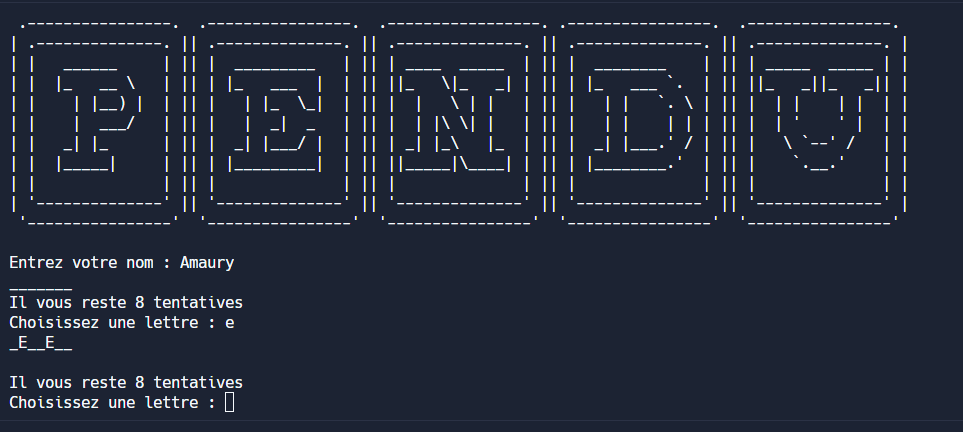 PENDU
Entrez votre nom : Amaury
_______
Il vous reste 8 tentatives
Choisissez une lettre : e
_E__E__
Il vous reste 8 tentatives
Choisissez une lettre :